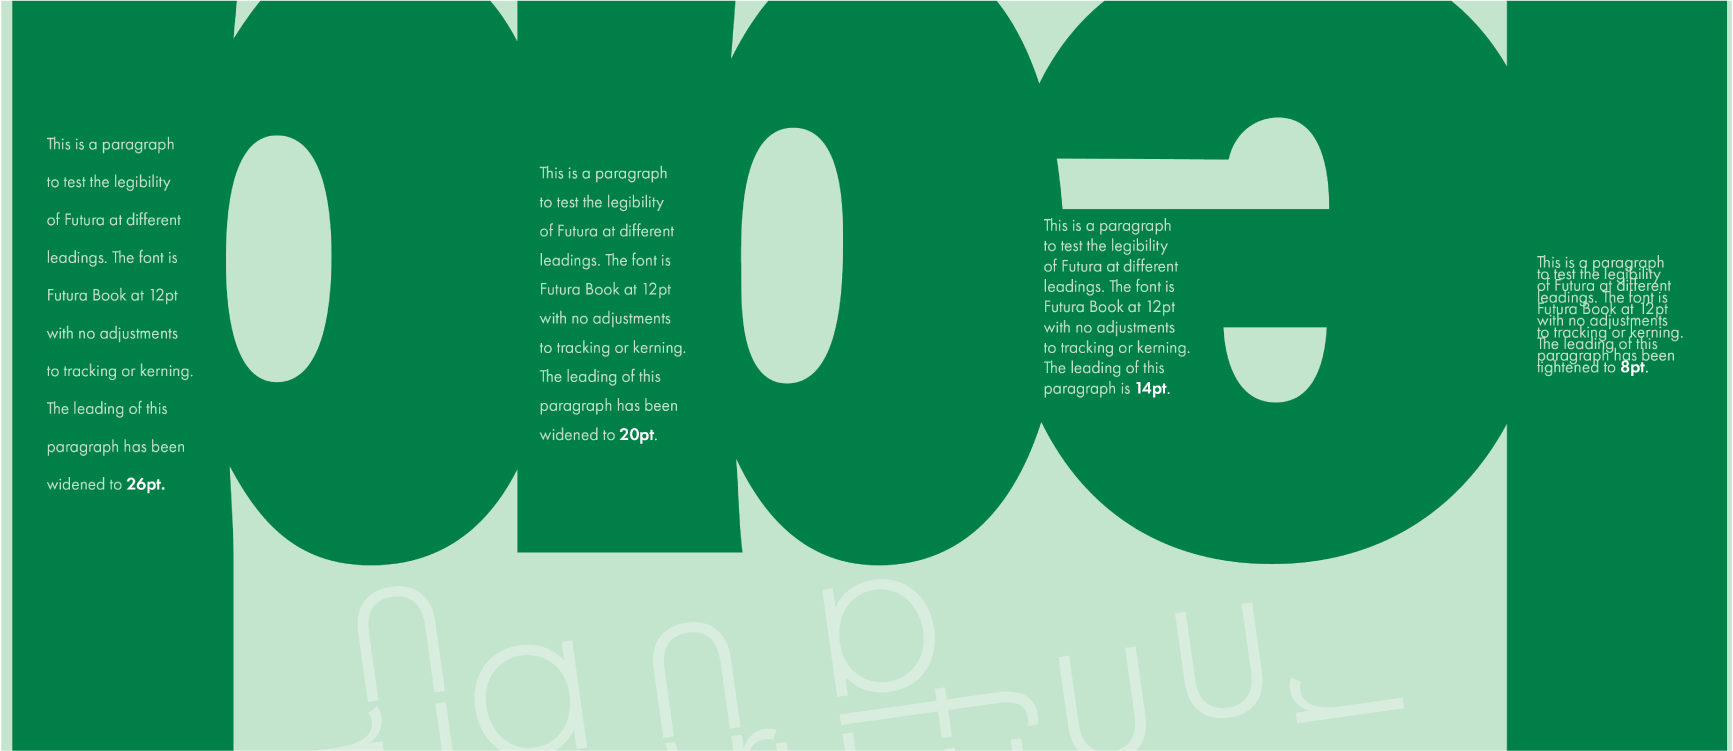 This is a paragraph
to test the legibility
of Futura at different
leadings. The font is
Futura Book at 12pt
with no adjustments
to tracking or kerning.
The leading of this
paragraph has been
widened to 26pt.
This is a paragraph
to test the legibility
of Futura at different
leadings. The font is
Futura Book at 12pt
with no adjustments
to tracking or kerning.
The leading of this
paragraph has been
widened to 20pt.
This is a paragraph
to test the legibility
of Futura at different
leadings. The font is
Futura Book at 12pt
with no adjustments
to tracking or kerning.
The leading of this
paragraph is 14pt.
This is a paragraph
to test the legibility
of Futura at different
leadings. The font is
Futura Book at 12pt
with no adjustments
to tracking or kerning.
The leading of this
paragraph has been
tightened to 8pt.